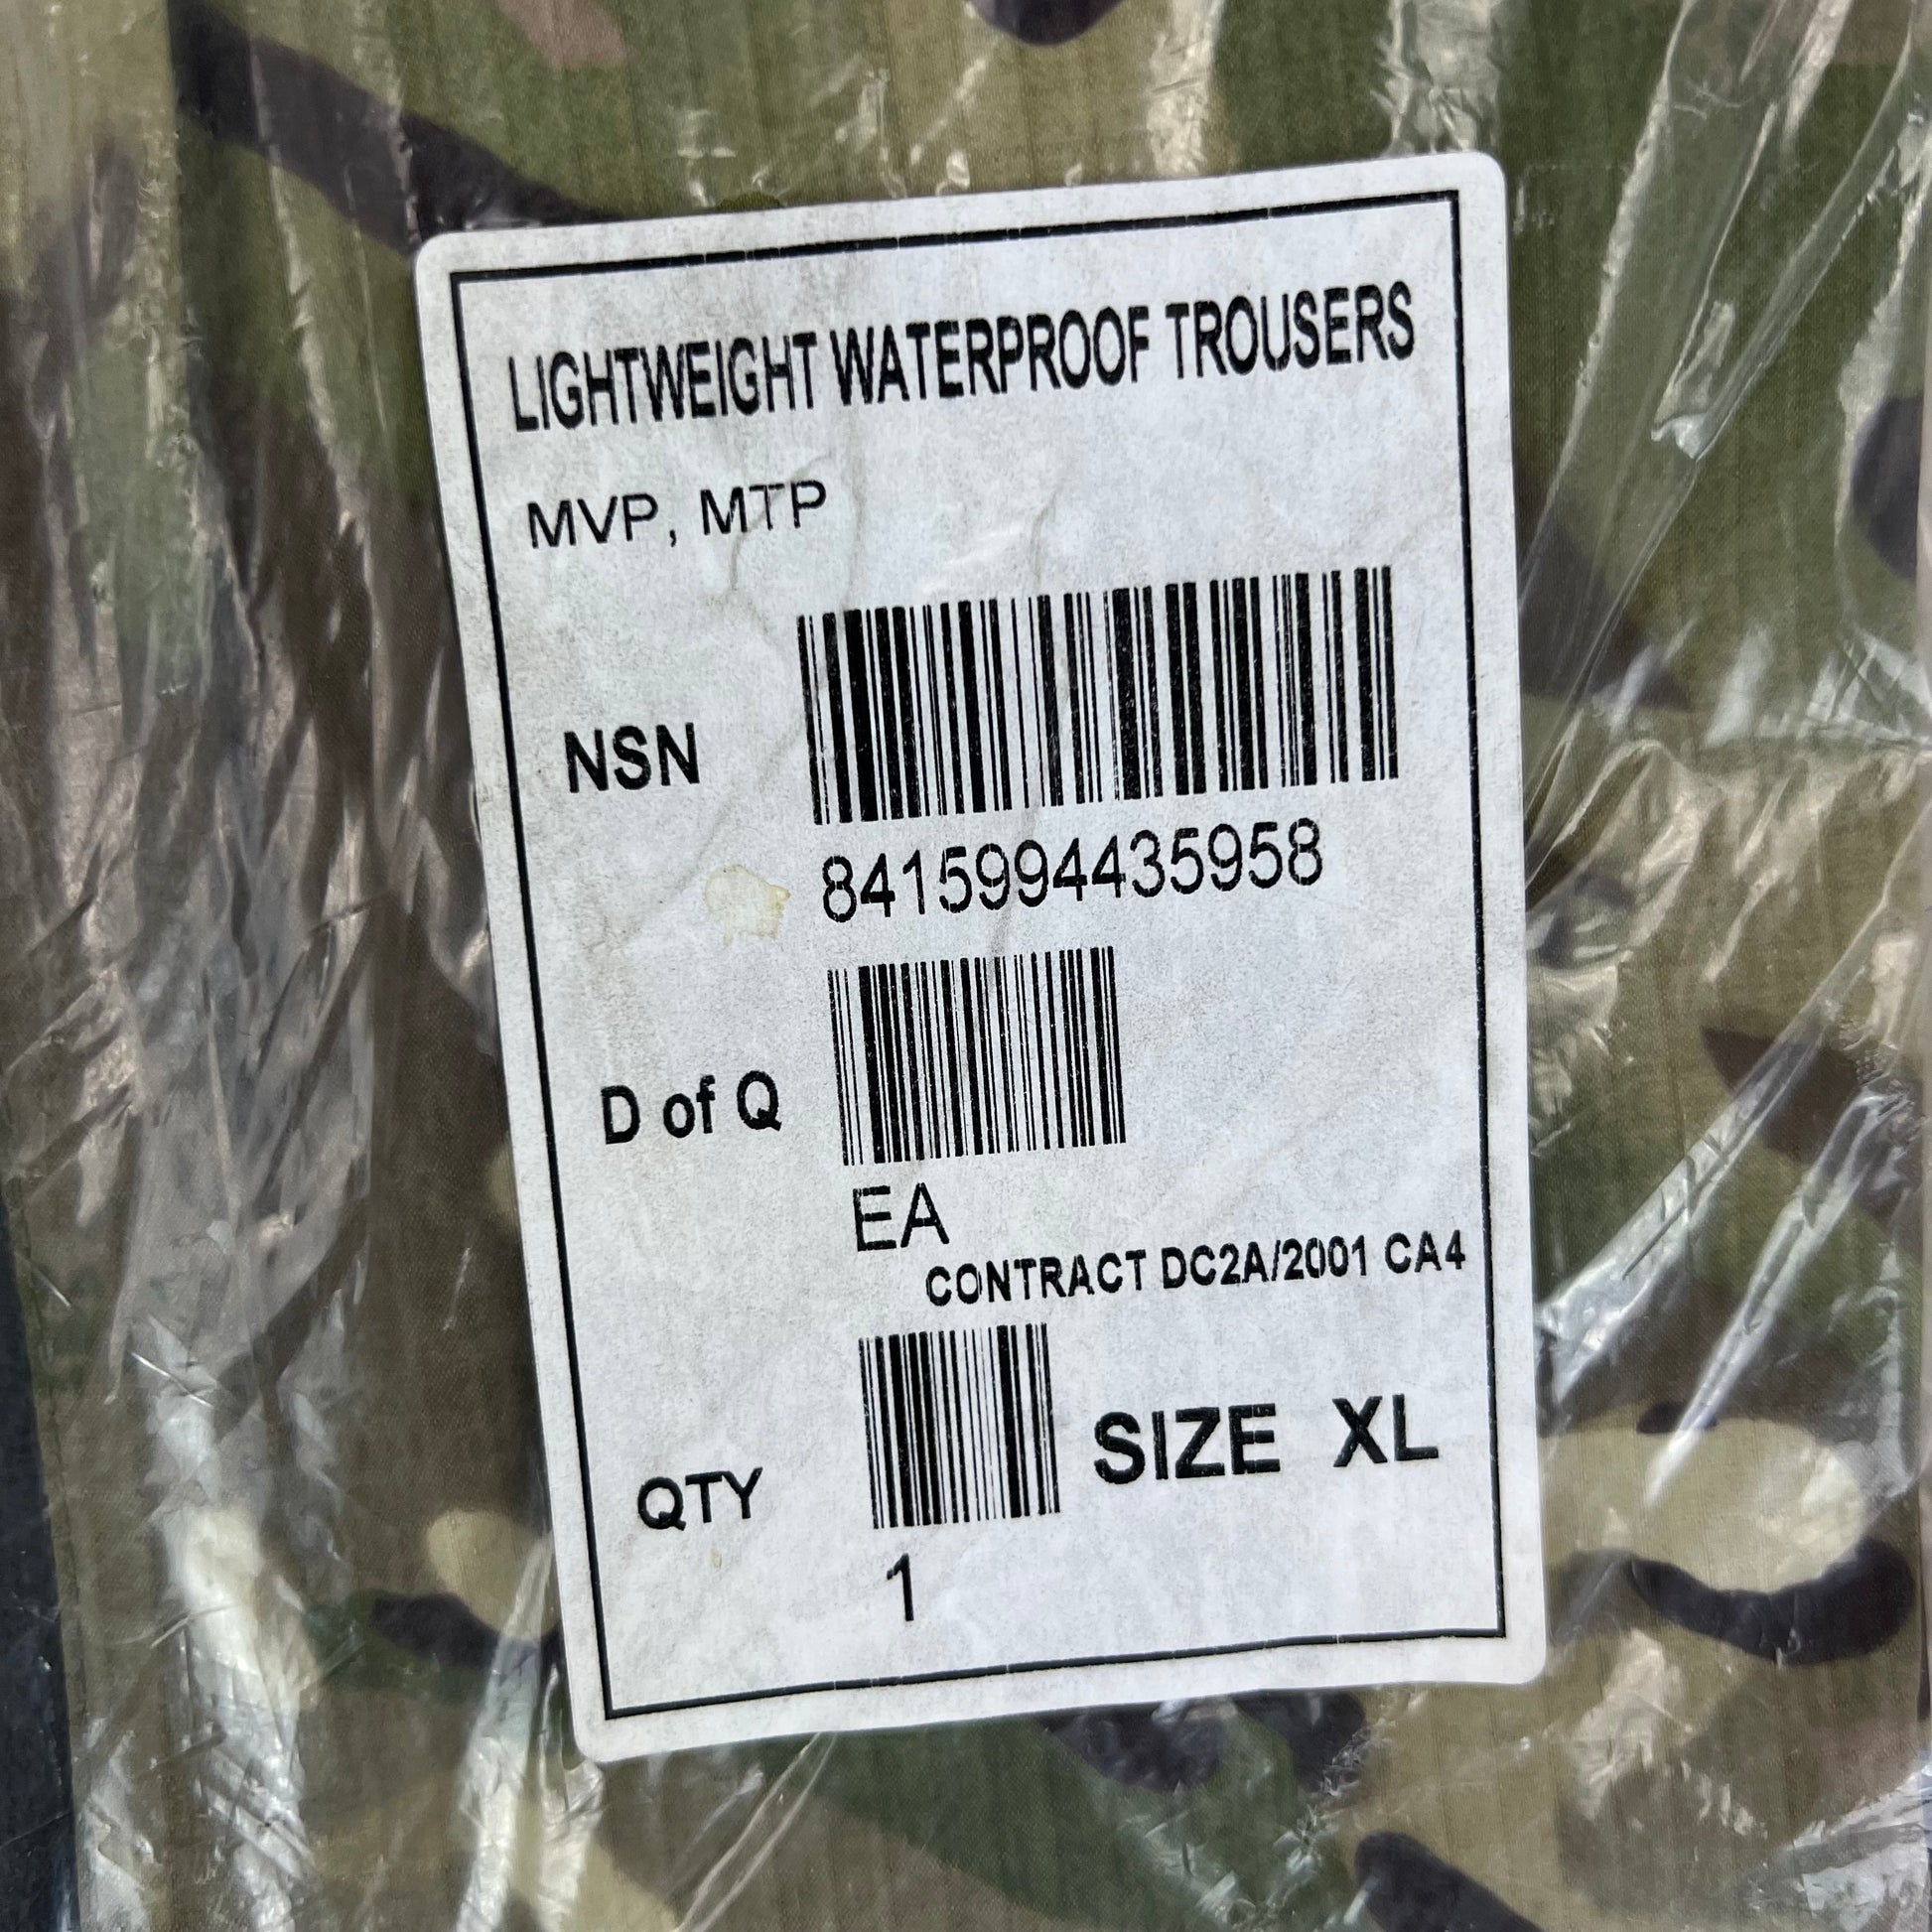 LIGHTWEIGHT WATERPROOF TROUSERS
MVP, MTP
NSN
8415994435958
D of Q
EA
CONTRACT DC2A/2001 CA4
QTY
SIZE XL
1